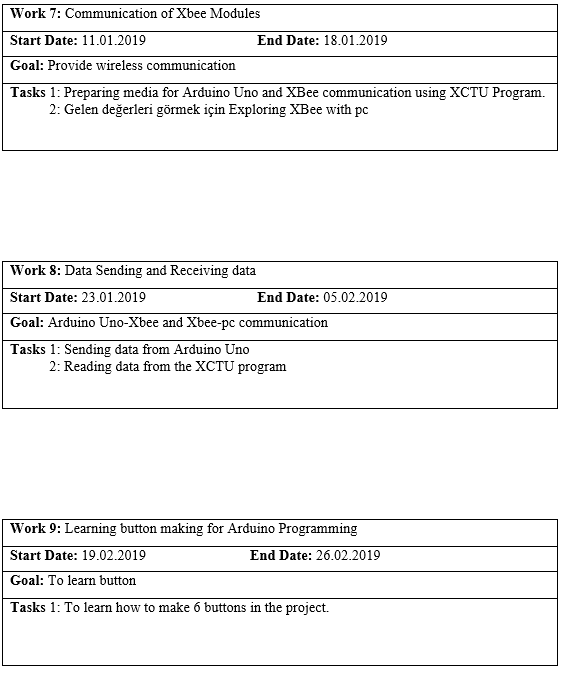 Work 7: Communication of Xbee Modules
Start Date: 11.01.2019 End Date: 18.01.2019
Goal: Provide wireless communication
Tasks 1: Preparing media for Arduino Uno and XBee communication using XCTU Program.
2: Gelen değerleri görmek için Exploring XBee with pc
Work 8: Data Sending and Receiving data
Start Date: 23.01.2019 End Date: 05.02.2019
Goal: Arduino Uno-Xbee and Xbee-pc communication
Tasks 1: Sending data from Arduino Uno
2: Reading data from the XCTU program
Work 9: Learning button making for Arduino Programming
Start Date: 19.02.2019 End Date: 26.02.2019
Goal: To learn button
Tasks 1: To learn how to make 6 buttons in the project.